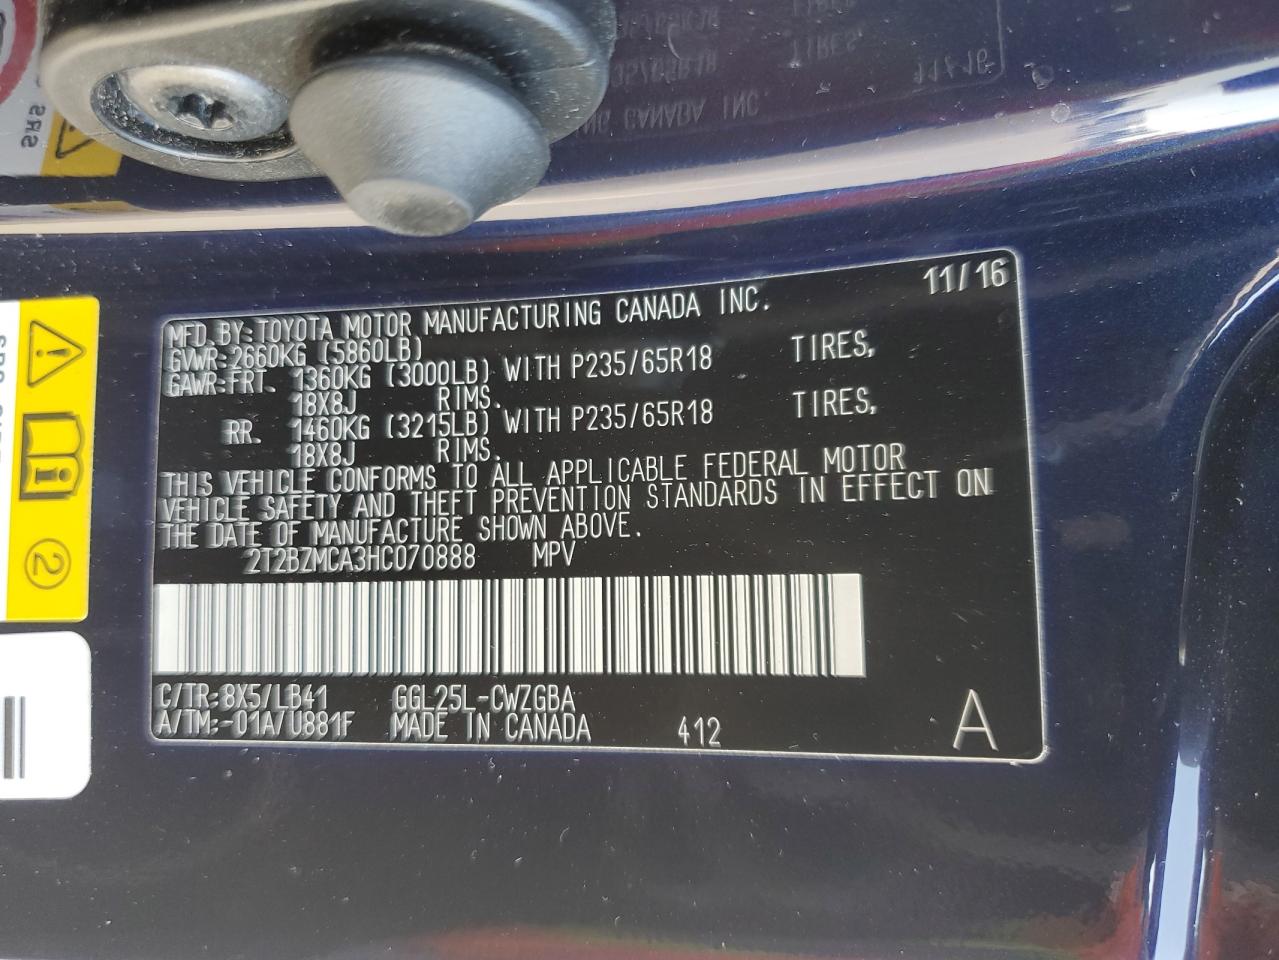 SRS
11/16
MFD. BY: TOYOTA MOTOR MANUFACTURING CANADA INC.
GVWR: 2660KG (5860LB)
GAWR: FRT. 1360KG (3000LB) WITH P235/65R18 TIRES,
18X8J RIMS.
RR. 1460KG (3215LB) WITH P235/65R18 TIRES,
18X8J RIMS.
THIS VEHICLE CONFORMS TO ALL APPLICABLE FEDERAL MOTOR
VEHICLE SAFETY AND THEFT PREVENTION STANDARDS IN EFFECT ON
THE DATE OF MANUFACTURE SHOWN ABOVE.
2T2BZMCA3HC070888 MPV
C/TR: 8X5/LB41 GGL25L-CWZGBA
A/TM: -01A/U881F MADE IN CANADA 412 A
2